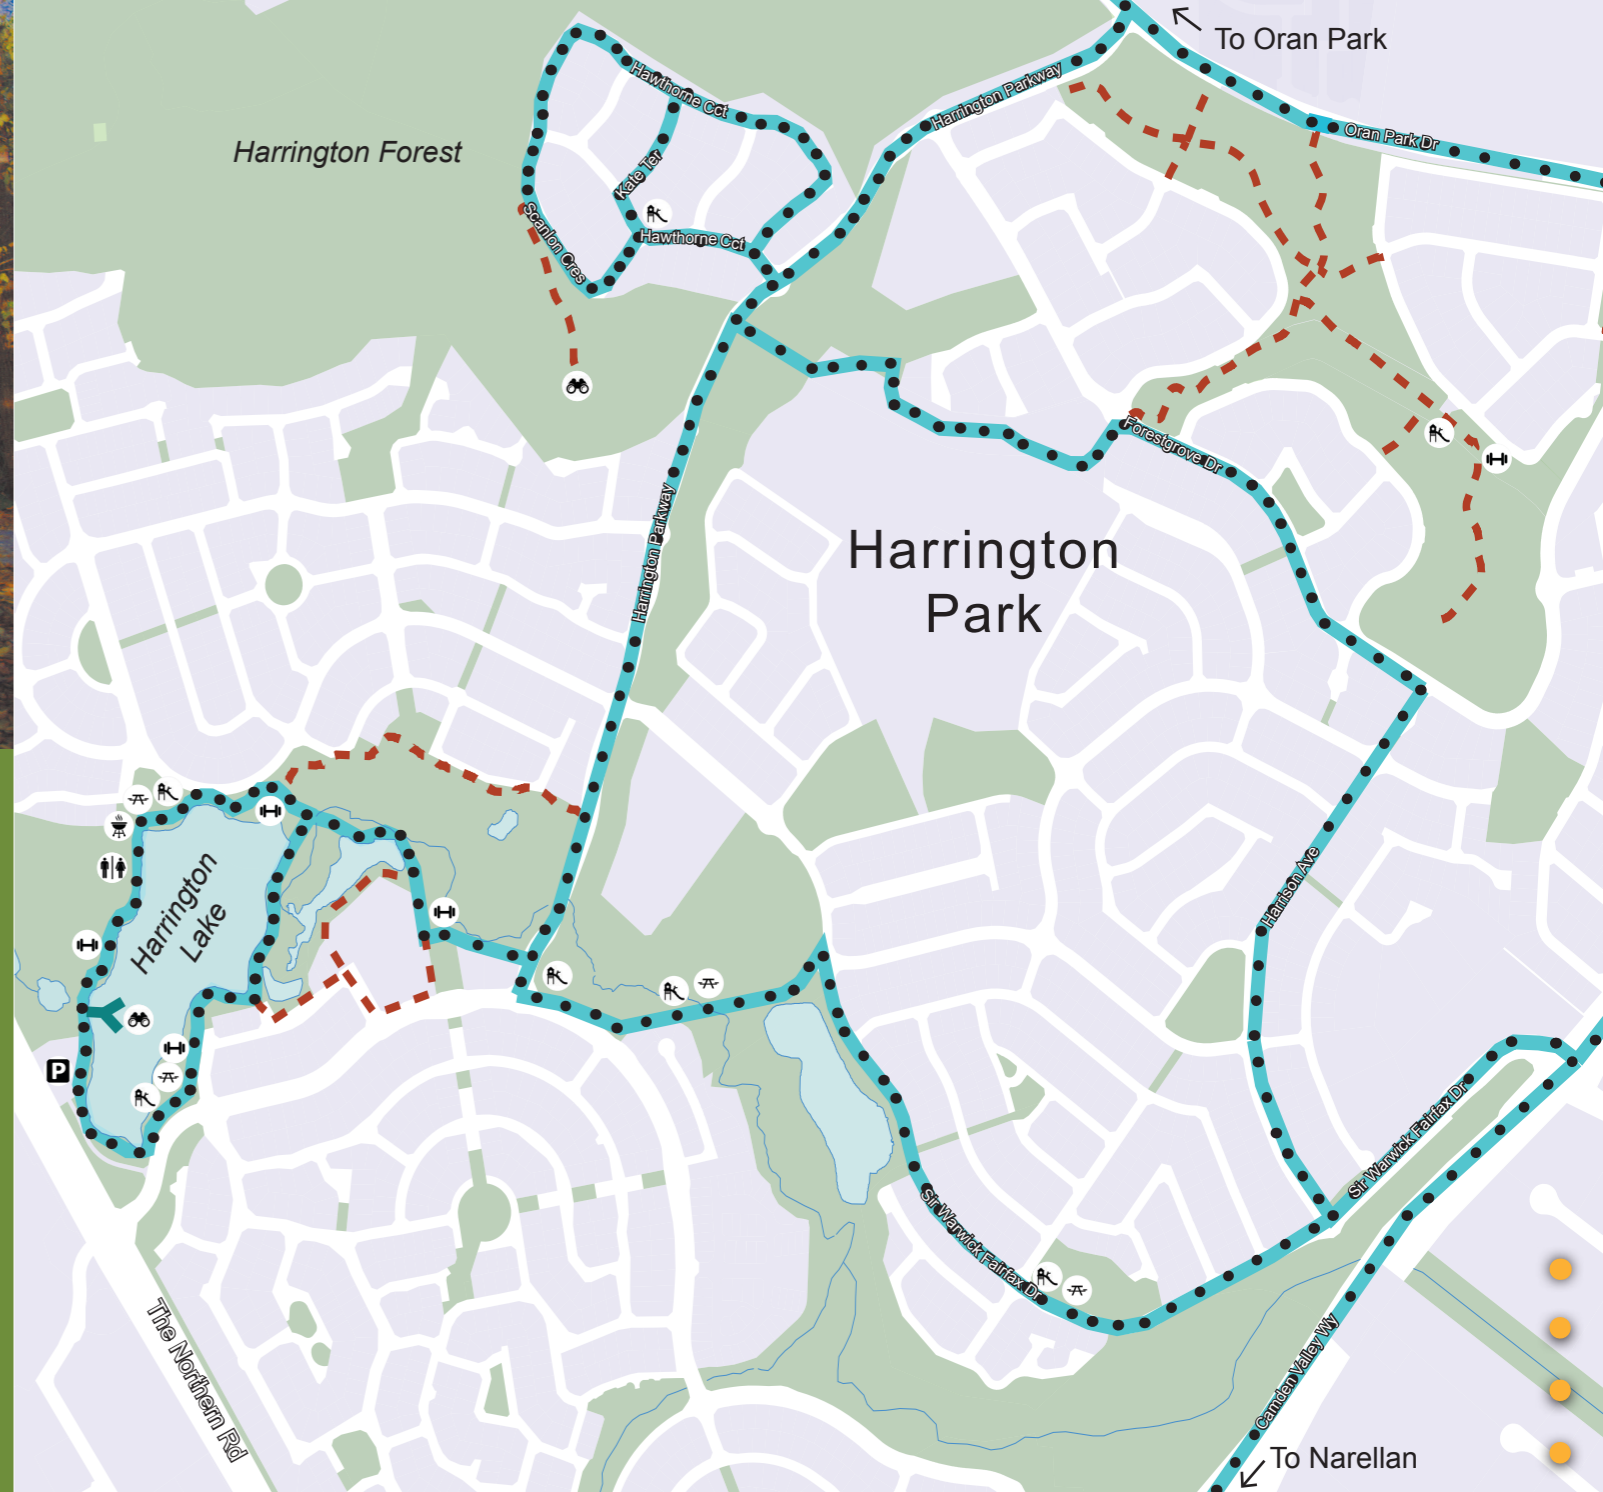 To Oran Park
Hawthorne Cct
Harrington Parkway
Oran Park Dr
Harrington Forest
Kate Ter
Scanlon Cres
Hawthorne Cct
Forestgrove Dr
Harrington Parkway
Harrington
Park
Harrington
Lake
Harrison Ave
P
Sir Warwick Fairfax Dr
Sir Warwick Fairfax Dr
The Northern Rd
Camden Valley Wy
To Narellan